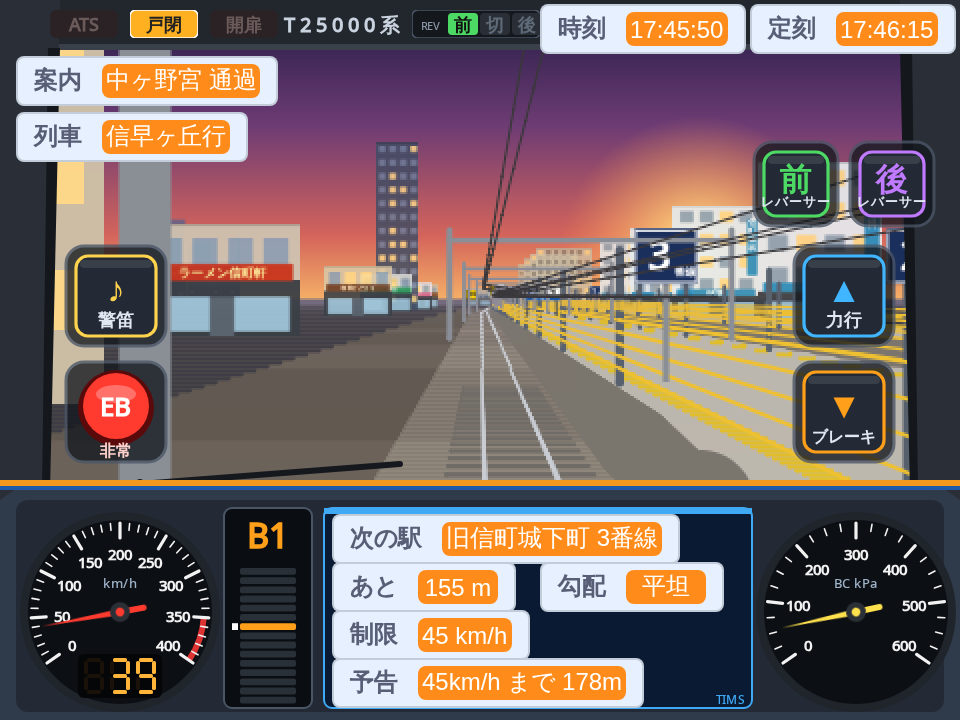 ATS 戸閉 開扉 T25000系 REV 前 切 後
時刻 17:45:50 定刻 17:46:15
案内 中ヶ野宮 通過
列車 信早ヶ丘行
前 レバーサー
後 レバーサー
3
ラーメン信町軒
♪ 警笛
▲ 力行
EB 非常
▼ ブレーキ
0 50 100 150 200 250 300 350 400
km/h
39
B1
次の駅 旧信町城下町 3番線
あと 155 m 勾配 平坦
制限 45 km/h
予告 45km/h まで 178m
TIMS
0 100 200 300 400 500 600
BC kPa